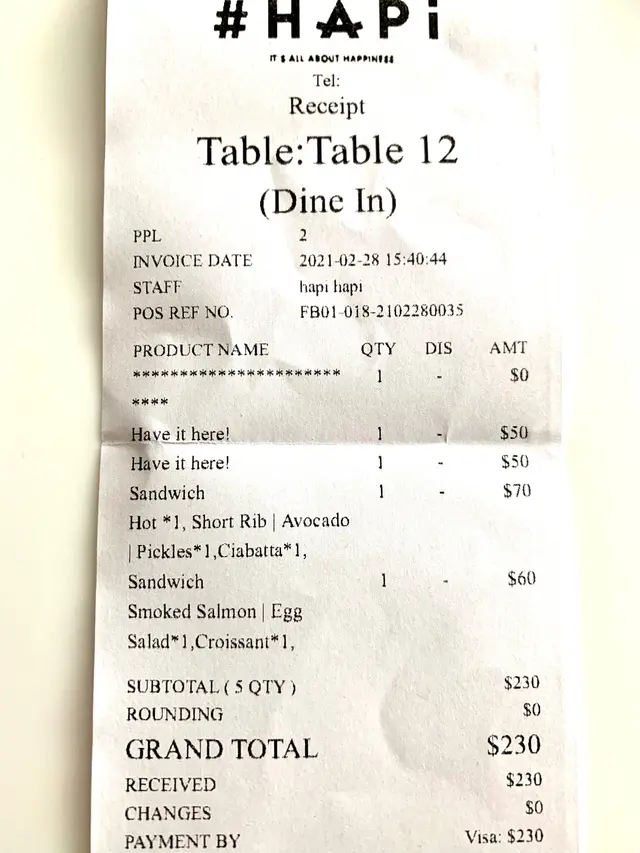 #HAPi
IT'S ALL ABOUT HAPPINESS
Tel:
Receipt
Table:Table 12
(Dine In)
PPL 2
INVOICE DATE 2021-02-28 15:40:44
STAFF hapi hapi
POS REF NO. FB01-018-2102280035
PRODUCT NAME QTY DIS AMT
********************** 1 - $0
****
Have it here! 1 - $50
Have it here! 1 - $50
Sandwich 1 - $70
Hot *1, Short Rib | Avocado
| Pickles*1,Ciabatta*1,
Sandwich 1 - $60
Smoked Salmon | Egg
Salad*1,Croissant*1,
SUBTOTAL ( 5 QTY ) $230
ROUNDING $0
GRAND TOTAL $230
RECEIVED $230
CHANGES $0
PAYMENT BY Visa: $230